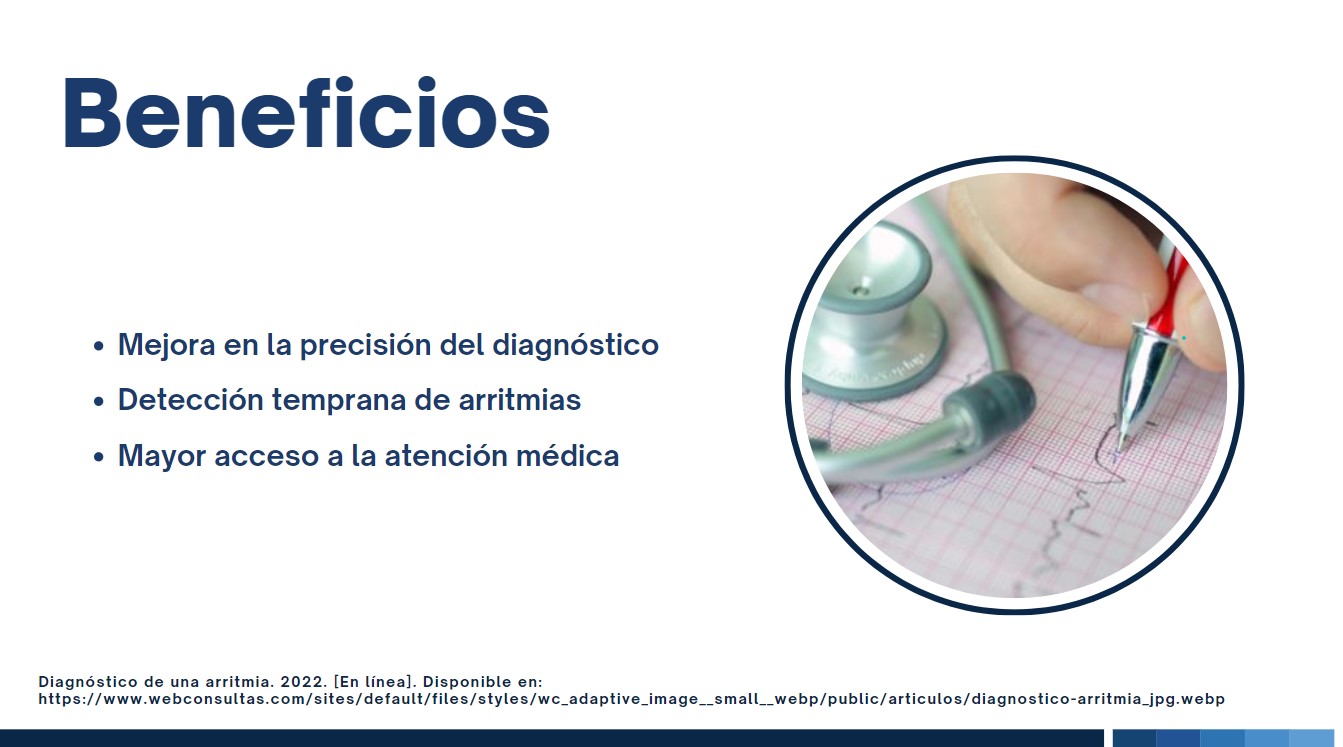 Beneficios
• Mejora en la precisión del diagnóstico
• Detección temprana de arritmias
• Mayor acceso a la atención médica
Diagnóstico de una arritmia. 2022. [En línea]. Disponible en:
https://www.webconsultas.com/sites/default/files/styles/wc_adaptive_image__small__webp/public/articulos/diagnostico-arritmia_jpg.webp